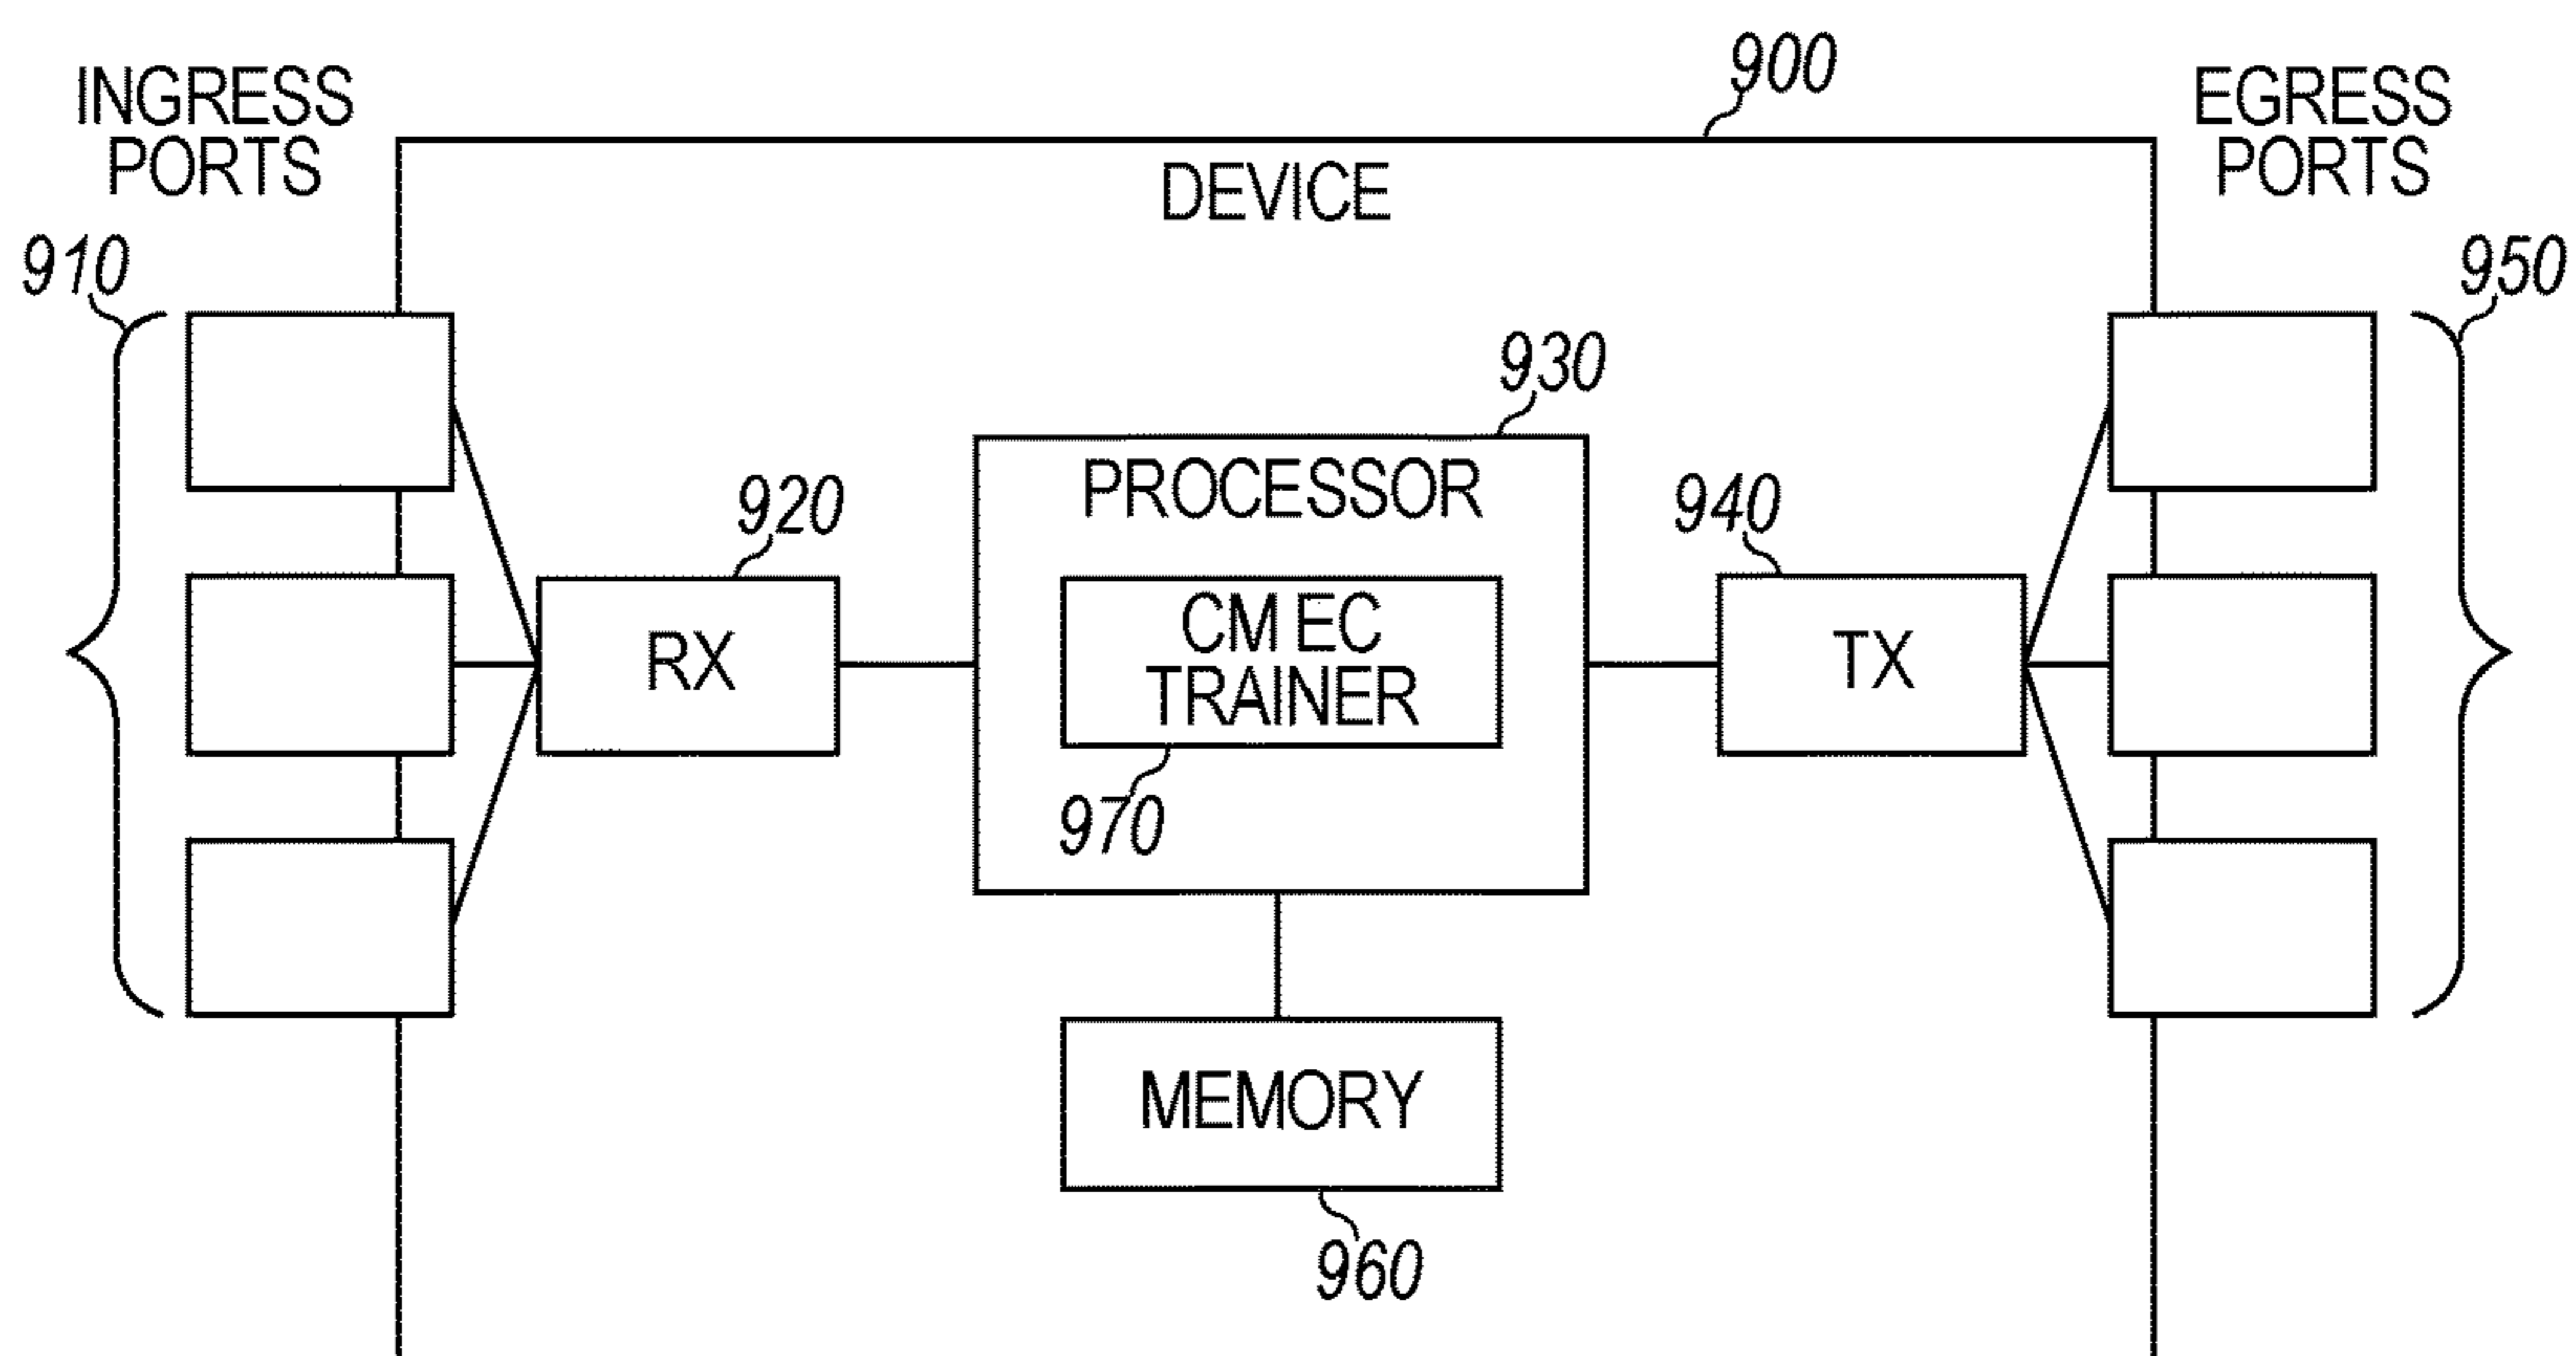 900
INGRESS
PORTS
EGRESS
PORTS
DEVICE
910
950
930
PROCESSOR
920
940
CM EC
TRAINER
RX
TX
970
MEMORY
960